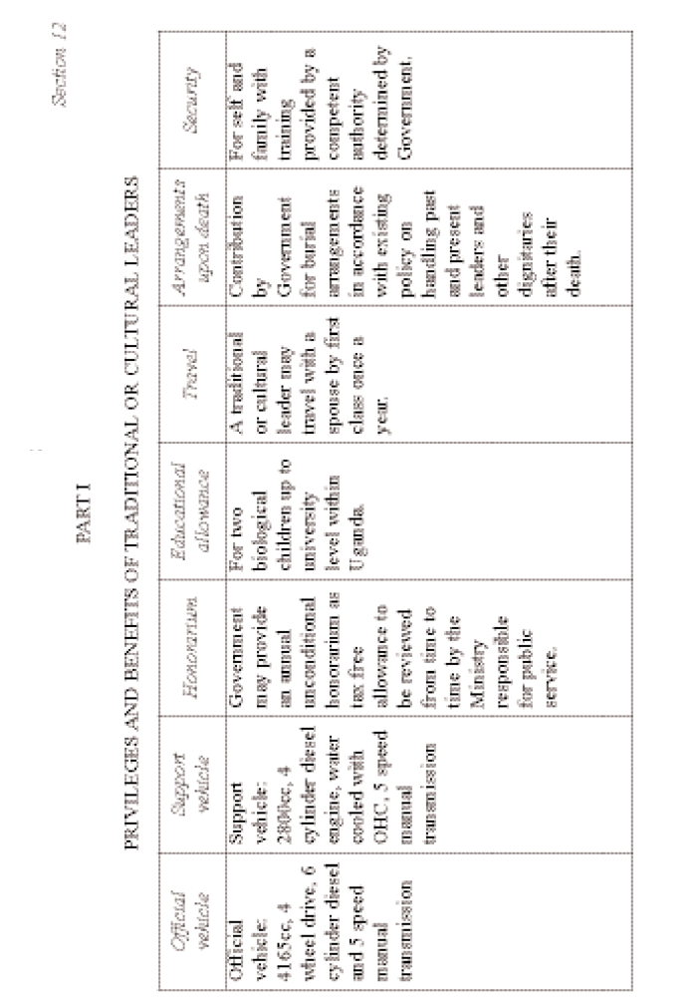 Section 12
PART I
PRIVILEGES AND BENEFITS OF TRADITIONAL OR CULTURAL LEADERS
Official
vehicle
Support
vehicle
Honorarium
Educational
allowance
Travel
Arrangements
upon death
Security
Official
vehicle:
4165cc, 4
wheel drive, 6
cylinder diesel
and 5 speed
manual
transmission
Support
vehicle:
2800cc, 4
cylinder diesel
engine, water
cooled with
OHC, 5 speed
manual
transmission
Government
may provide
an annual
unconditional
honorarium as
tax free
allowance to
be reviewed
from time to
time by the
Ministry
responsible
for public
service.
For two
biological
children up to
university
level within
Uganda.
A traditional
or cultural
leader may
travel with a
spouse by first
class once a
year.
Contribution
by
Government
for burial
arrangements
in accordance
with existing
policy on
handling past
and present
leaders and
other
dignitaries
after their
death.
For self and
family with
training
provided by a
competent
authority
determined by
Government.